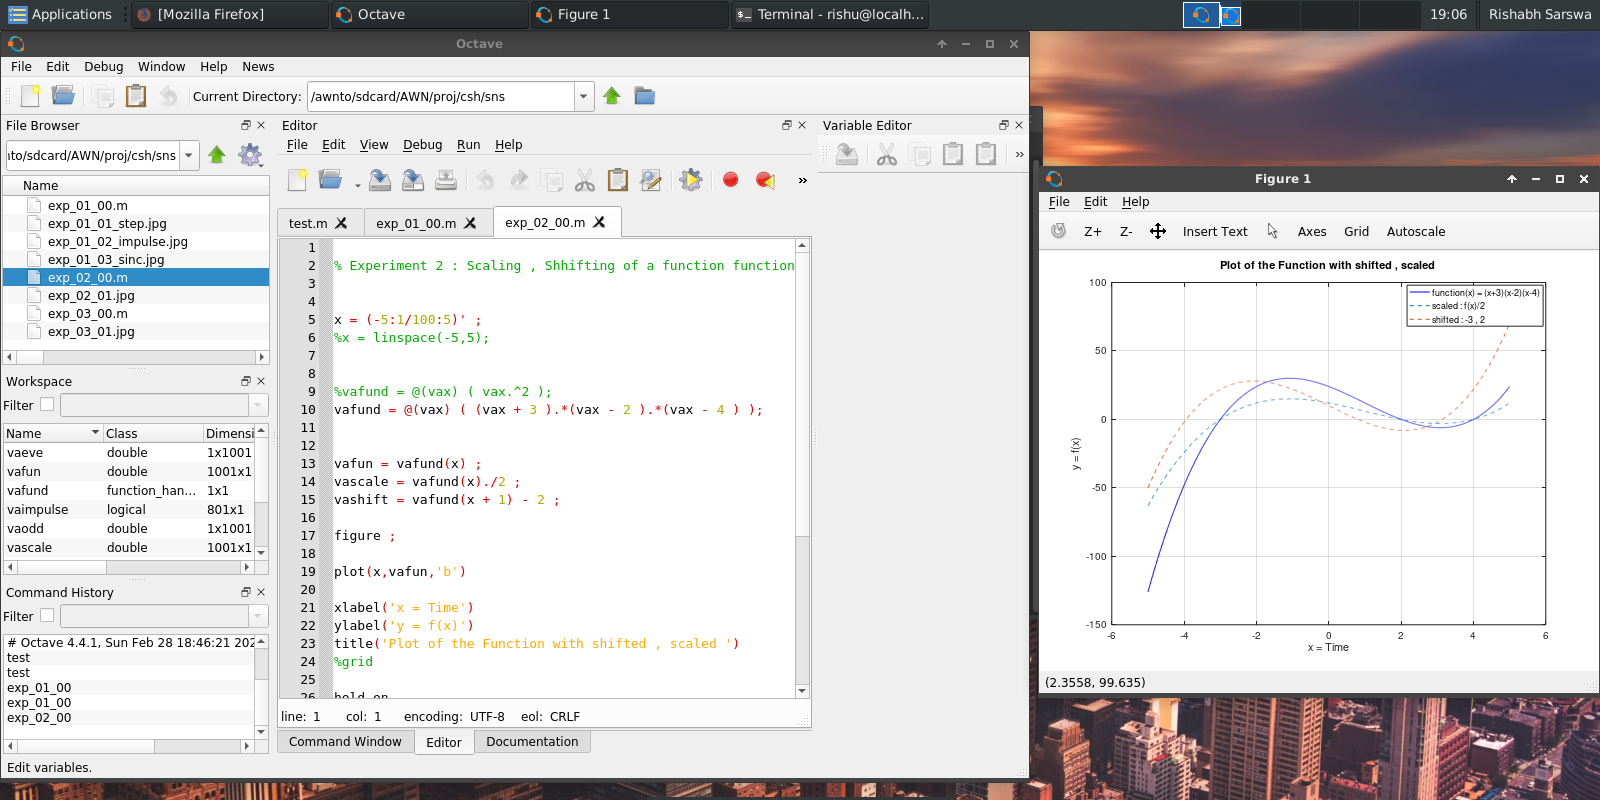 Applications
[Mozilla Firefox]
Octave
Figure 1
Terminal - rishu@localh...
19:06
Rishabh Sarswa
Octave
File Edit Debug Window Help News
Current Directory: /awnto/sdcard/AWN/proj/csh/sns
File Browser
nto/sdcard/AWN/proj/csh/sns
Name
exp_01_00.m
exp_01_01_step.jpg
exp_01_02_impulse.jpg
exp_01_03_sinc.jpg
exp_02_00.m
exp_02_01.jpg
exp_03_00.m
exp_03_01.jpg
Workspace
Filter
Name Class Dimensi
vaeve double 1x1001
vafun double 1001x1
vafund function_han... 1x1
vaimpulse logical 801x1
vaodd double 1x1001
vascale double 1001x1
Command History
Filter
# Octave 4.4.1, Sun Feb 28 18:46:21 202
test
test
exp_01_00
exp_01_00
exp_02_00
Edit variables.
Editor
File Edit View Debug Run Help
»
test.m exp_01_00.m exp_02_00.m
1
2 % Experiment 2 : Scaling , Shhifting of a function function
3
4
5 x = (-5:1/100:5)' ;
6 %x = linspace(-5,5);
7
8
9 %vafund = @(vax) ( vax.^2 );
10 vafund = @(vax) ( (vax + 3 ).*(vax - 2 ).*(vax - 4 ) );
11
12
13 vafun = vafund(x) ;
14 vascale = vafund(x)./2 ;
15 vashift = vafund(x + 1) - 2 ;
16
17 figure ;
18
19 plot(x,vafun,'b')
20
21 xlabel('x = Time')
22 ylabel('y = f(x)')
23 title('Plot of the Function with shifted , scaled ')
24 %grid
25
26 hold on
line: 1 col: 1 encoding: UTF-8 eol: CRLF
Command Window Editor Documentation
Variable Editor
»
Figure 1
File Edit Help
Z+ Z- Insert Text Axes Grid Autoscale
Plot of the Function with shifted , scaled
function(x) = (x+3)(x-2)(x-4)
scaled : f(x)/2
shifted : -3 , 2
100
50
0
-50
-100
-150
y = f(x)
-6 -4 -2 0 2 4 6
x = Time
(2.3558, 99.635)